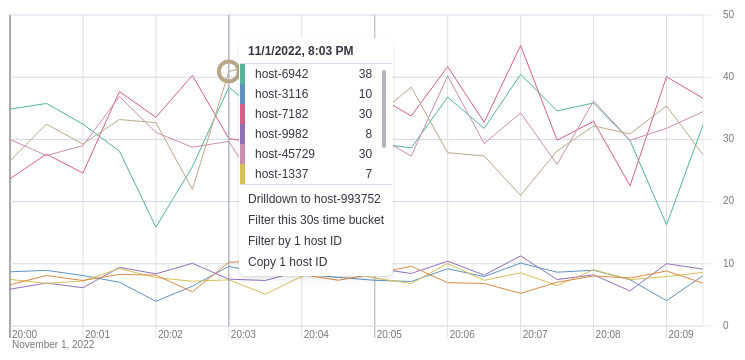 50
11/1/2022, 8:03 PM
host-6942 38
40
host-3116 10
host-7182 30
host-9982 8
30
host-45729 30
host-1337 7
Drilldown to host-993752
20
Filter this 30s time bucket
Filter by 1 host ID
Copy 1 host ID
10
0
20:00 20:01 20:02 20:03 20:04 20:05 20:06 20:07 20:08 20:09
November 1, 2022